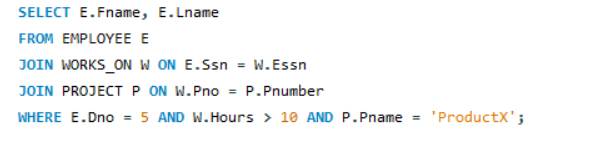 SELECT E.Fname, E.Lname
FROM EMPLOYEE E
JOIN WORKS_ON W ON E.Ssn = W.Essn
JOIN PROJECT P ON W.Pno = P.Pnumber
WHERE E.Dno = 5 AND W.Hours > 10 AND P.Pname = 'ProductX';